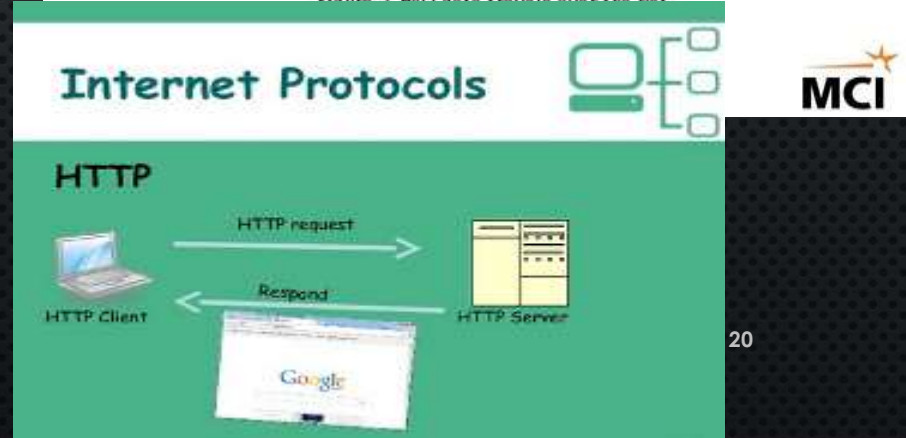 Internet Protocols
MCI
HTTP
HTTP request
Respond
HTTP Client
HTTP Server
Google
20